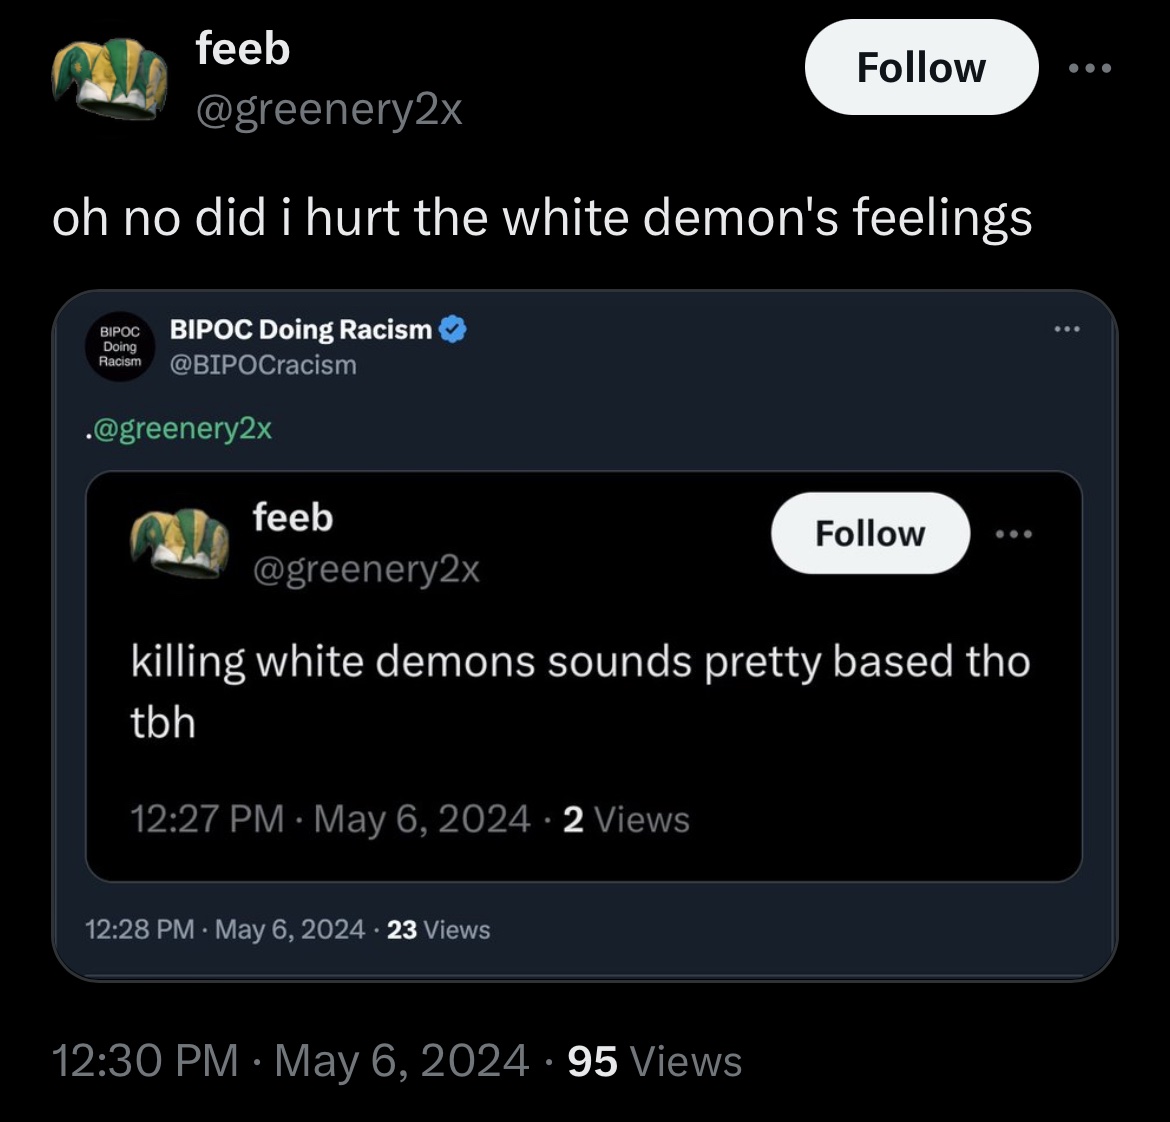 feeb
Follow
@greenery2x
oh no did i hurt the white demon's feelings
BIPOC
Doing
Racism
BIPOC Doing Racism
@BIPOCracism
.@greenery2x
feeb
Follow
@greenery2x
killing white demons sounds pretty based tho
tbh
12:27 PM · May 6, 2024 · 2 Views
12:28 PM · May 6, 2024 · 23 Views
12:30 PM · May 6, 2024 · 95 Views